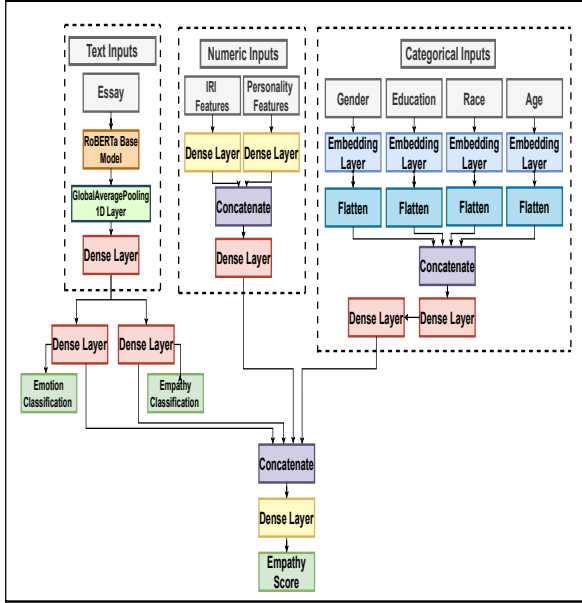 Text Inputs
Essay
RoBERTa Base
Model
GlobalAveragePooling
1D Layer
Dense Layer
Dense Layer
Dense Layer
Emotion
Classification
Empathy
Classification
Numeric Inputs
IRI
Features
Personality
Features
Dense Layer
Dense Layer
Concatenate
Dense Layer
Categorical Inputs
Gender
Education
Race
Age
Embedding
Layer
Embedding
Layer
Embedding
Layer
Embedding
Layer
Flatten
Flatten
Flatten
Flatten
Concatenate
Dense Layer
Dense Layer
Concatenate
Dense Layer
Empathy
Score